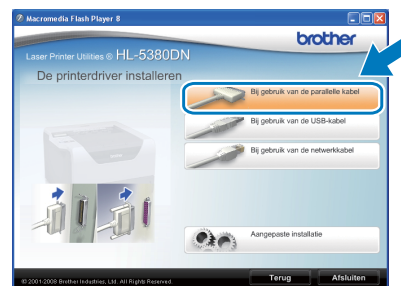 Macromedia Flash Player 8
brother
Laser Printer Utilities ® HL-5380DN
De printerdriver installeren
Bij gebruik van de parallelle kabel
Bij gebruik van de USB-kabel
Bij gebruik van de netwerkkabel
Aangepaste installatie
© 2001-2008 Brother Industries, Ltd. All Rights Reserved.
Terug
Afsluiten